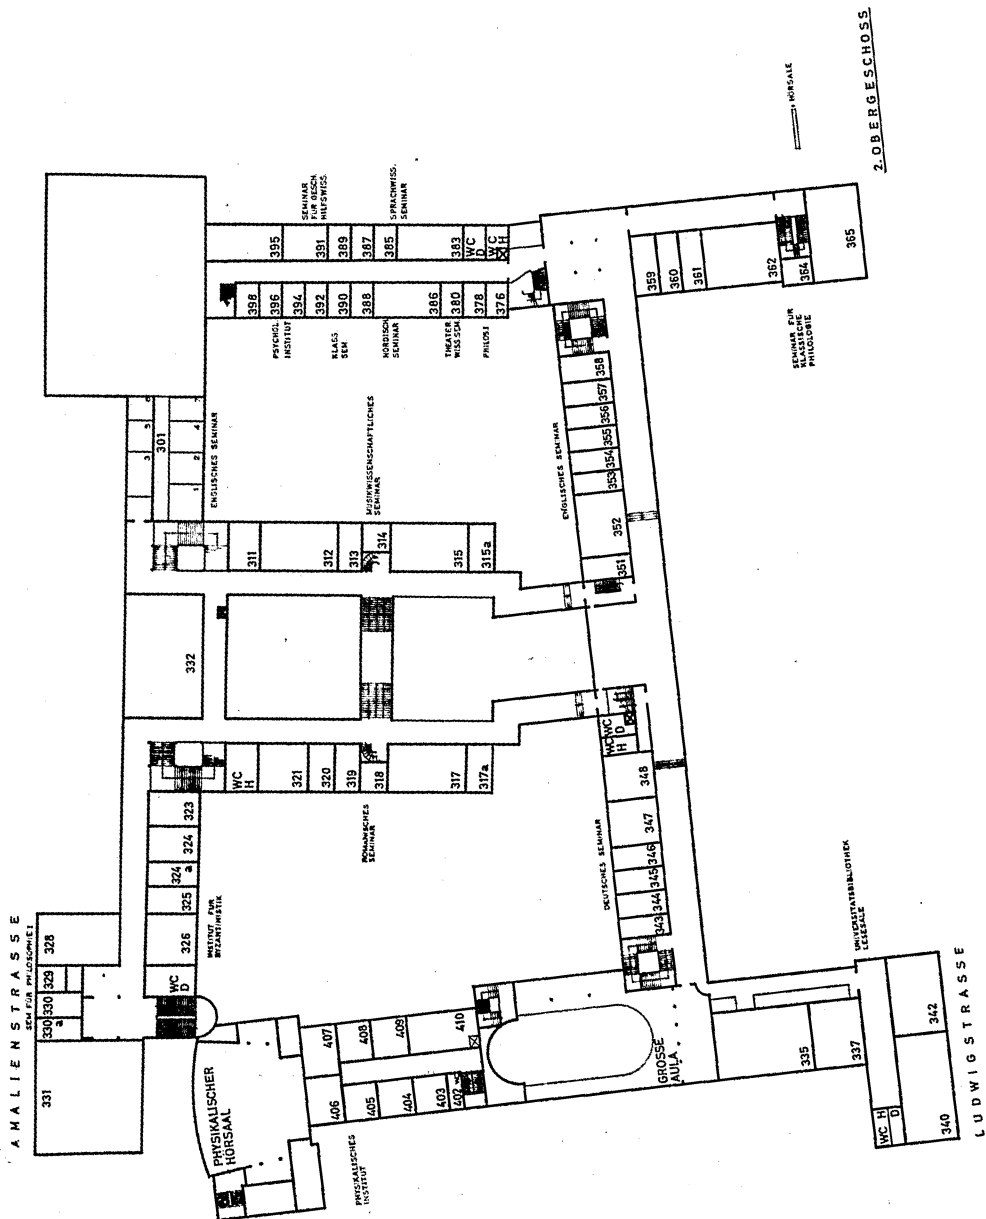 2. OBERGESCHOSS
HÖRSÄLE
AMALIENSTRASSE
LUDWIGSTRASSE
SEMINAR
FÜR GESCH.
HILFSWISS.
SPRACHWISS.
SEMINAR
395
391
389
387
385
383
WC
D
WC
H
398
396
394
392
390
388
386
380
378
376
PSYCHOL.
INSTITUT
KLASS.
SEM
NORDISCH.
SEMINAR
THEATER
WISS.SEM.
PHILOS.I
359
360
361
362
364
365
SEMINAR FÜR
KLASSISCHE
PHILOLOGIE
301
3
1
2
4
ENGLISCHES SEMINAR
358
357
356
355
354
353
352
351
ENGLISCHES SEMINAR
MUSIKWISSENSCHAFTLICHES
SEMINAR
311
312
313
314
315
315a
332
WC
H
321
320
319
318
317
317a
ROMANISCHES
SEMINAR
323
324
324
a
325
326
WC
D
INSTITUT FÜR
BYZANTINISTIK
SEM FÜR PHILOSOPHIE I
328
329
330
330
a
331
WC
H
WC
D
348
347
346
345
344
343
DEUTSCHES SEMINAR
UNIVERSITÄTSBIBLIOTHEK
LESESÄLE
PHYSIKALISCHER
HÖRSAAL
407
408
409
410
406
405
404
403
402
PHYSIKALISCHES
INSTITUT
GROSSE
AULA
335
337
342
340
WC
H
D